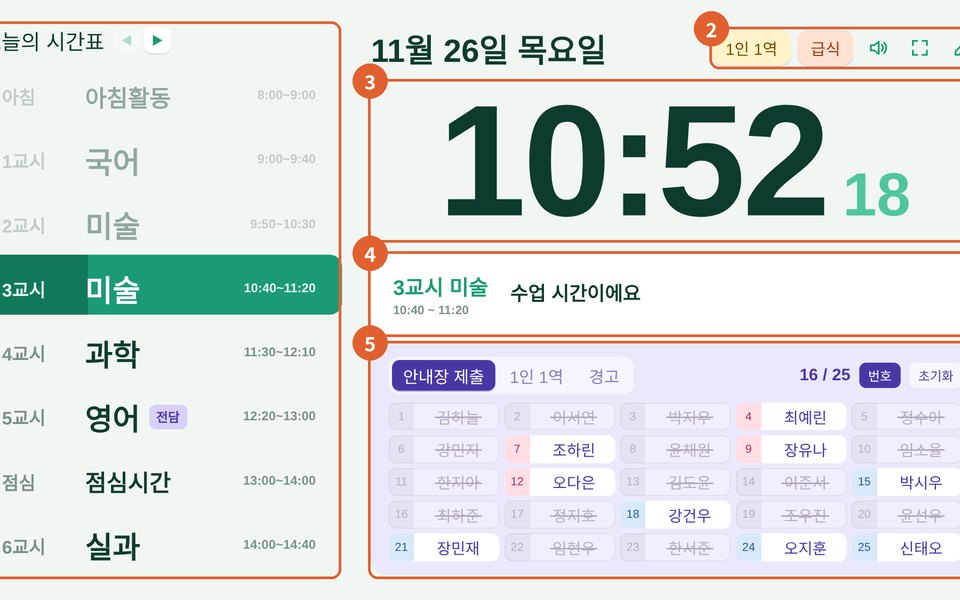 늘의 시간표 ◀ ▶
아침 아침활동 8:00~9:00
1교시 국어 9:00~9:40
2교시 미술 9:50~10:30
3교시 미술 10:40~11:20
4교시 과학 11:30~12:10
5교시 영어 전담 12:20~13:00
점심 점심시간 13:00~14:00
6교시 실과 14:00~14:40
11월 26일 목요일
2
1인 1역 급식
3
10:52 18
4
3교시 미술 수업 시간이에요
10:40 ~ 11:20
5
안내장 제출 1인 1역 경고 16 / 25 번호 초기화
1 김하늘 2 이서연 3 박지우 4 최예린 5 정수아
6 강민지 7 조하린 8 윤채원 9 장유나 10 임소율
11 한지아 12 오다은 13 김도윤 14 이준서 15 박시우
16 최하준 17 정지호 18 강건우 19 조우진 20 윤선우
21 장민재 22 임현우 23 한서준 24 오지훈 25 신태오